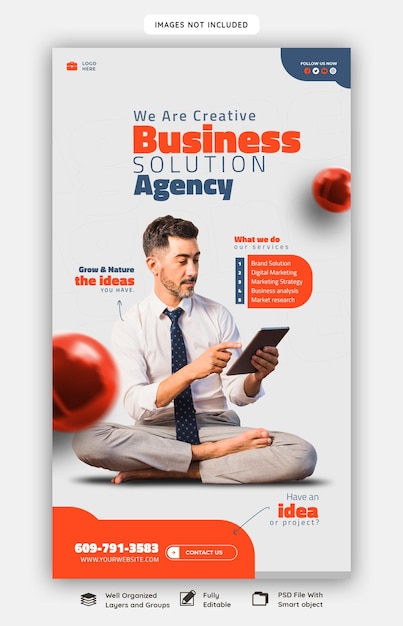 IMAGES NOT INCLUDED
LOGO
HERE
FOLLOW US NOW
We Are Creative
Business
SOLUTION
Agency
What we do
our services
1 Brand Solution
2 Digital Marketing
3 Marketing Strategy
4 Business analysis
5 Market research
Grow & Nature
the ideas
YOU HAVE.
Have an
idea
or project?
609-791-3583
WWW.YOURWEBSITE.COM
CONTACT US
Well Organized
Layers and Groups
Fully
Editable
PSD File With
Smart object